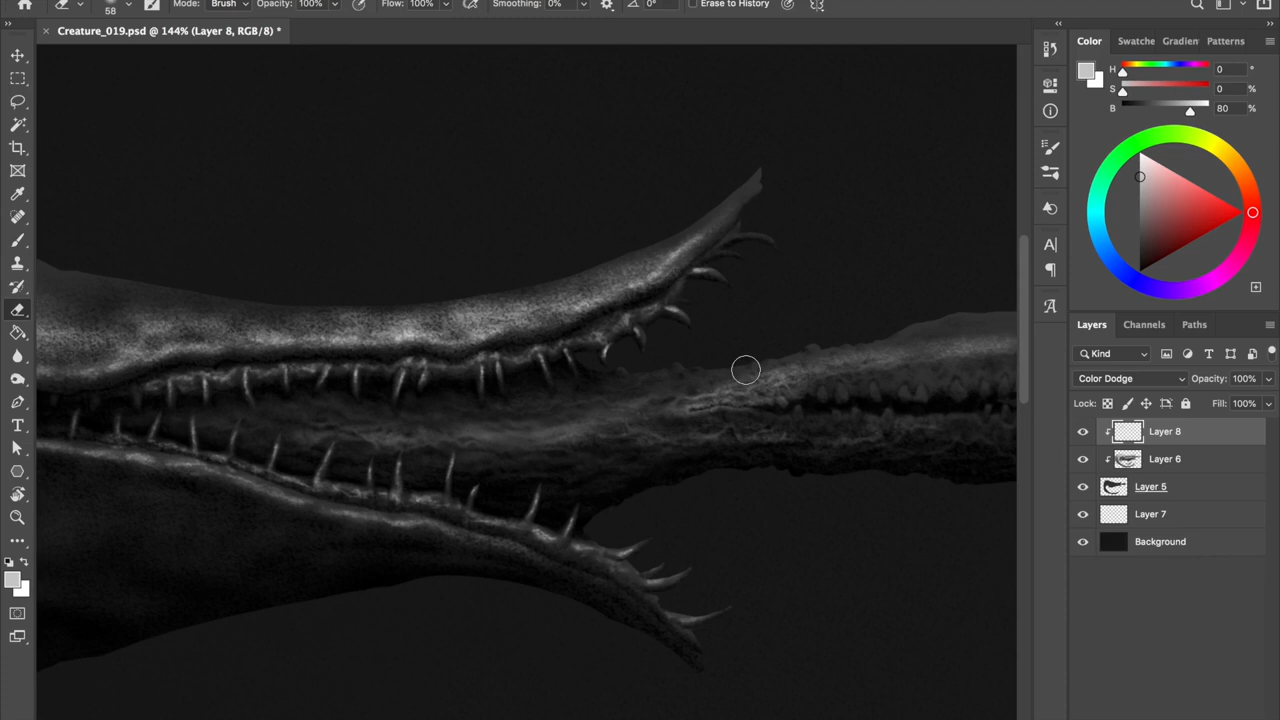 Mode: Brush Opacity: 100% Flow: 100% Smoothing: 0% 0° Erase to History
58
× Creature_019.psd @ 144% (Layer 8, RGB/8) *
Color Swatche Gradien Patterns
H 0 °
S 0 %
B 80 %
Layers Channels Paths
Kind
Color Dodge Opacity: 100%
Lock: Fill: 100%
Layer 8
Layer 6
Layer 5
Layer 7
Background